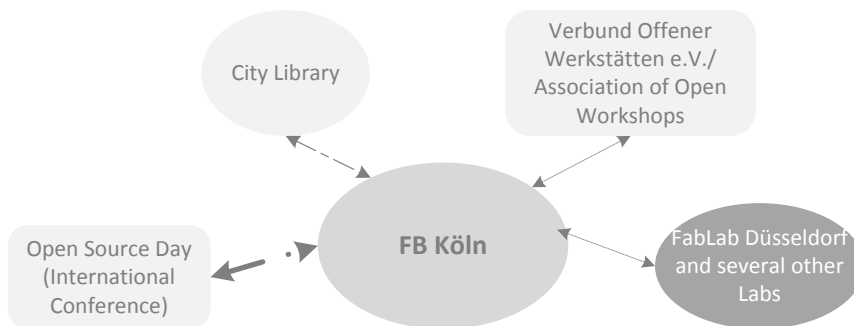 City Library
Verbund Offener
Werkstätten e.V./
Association of Open
Workshops
FB Köln
Open Source Day
(International
Conference)
FabLab Düsseldorf
and several other
Labs